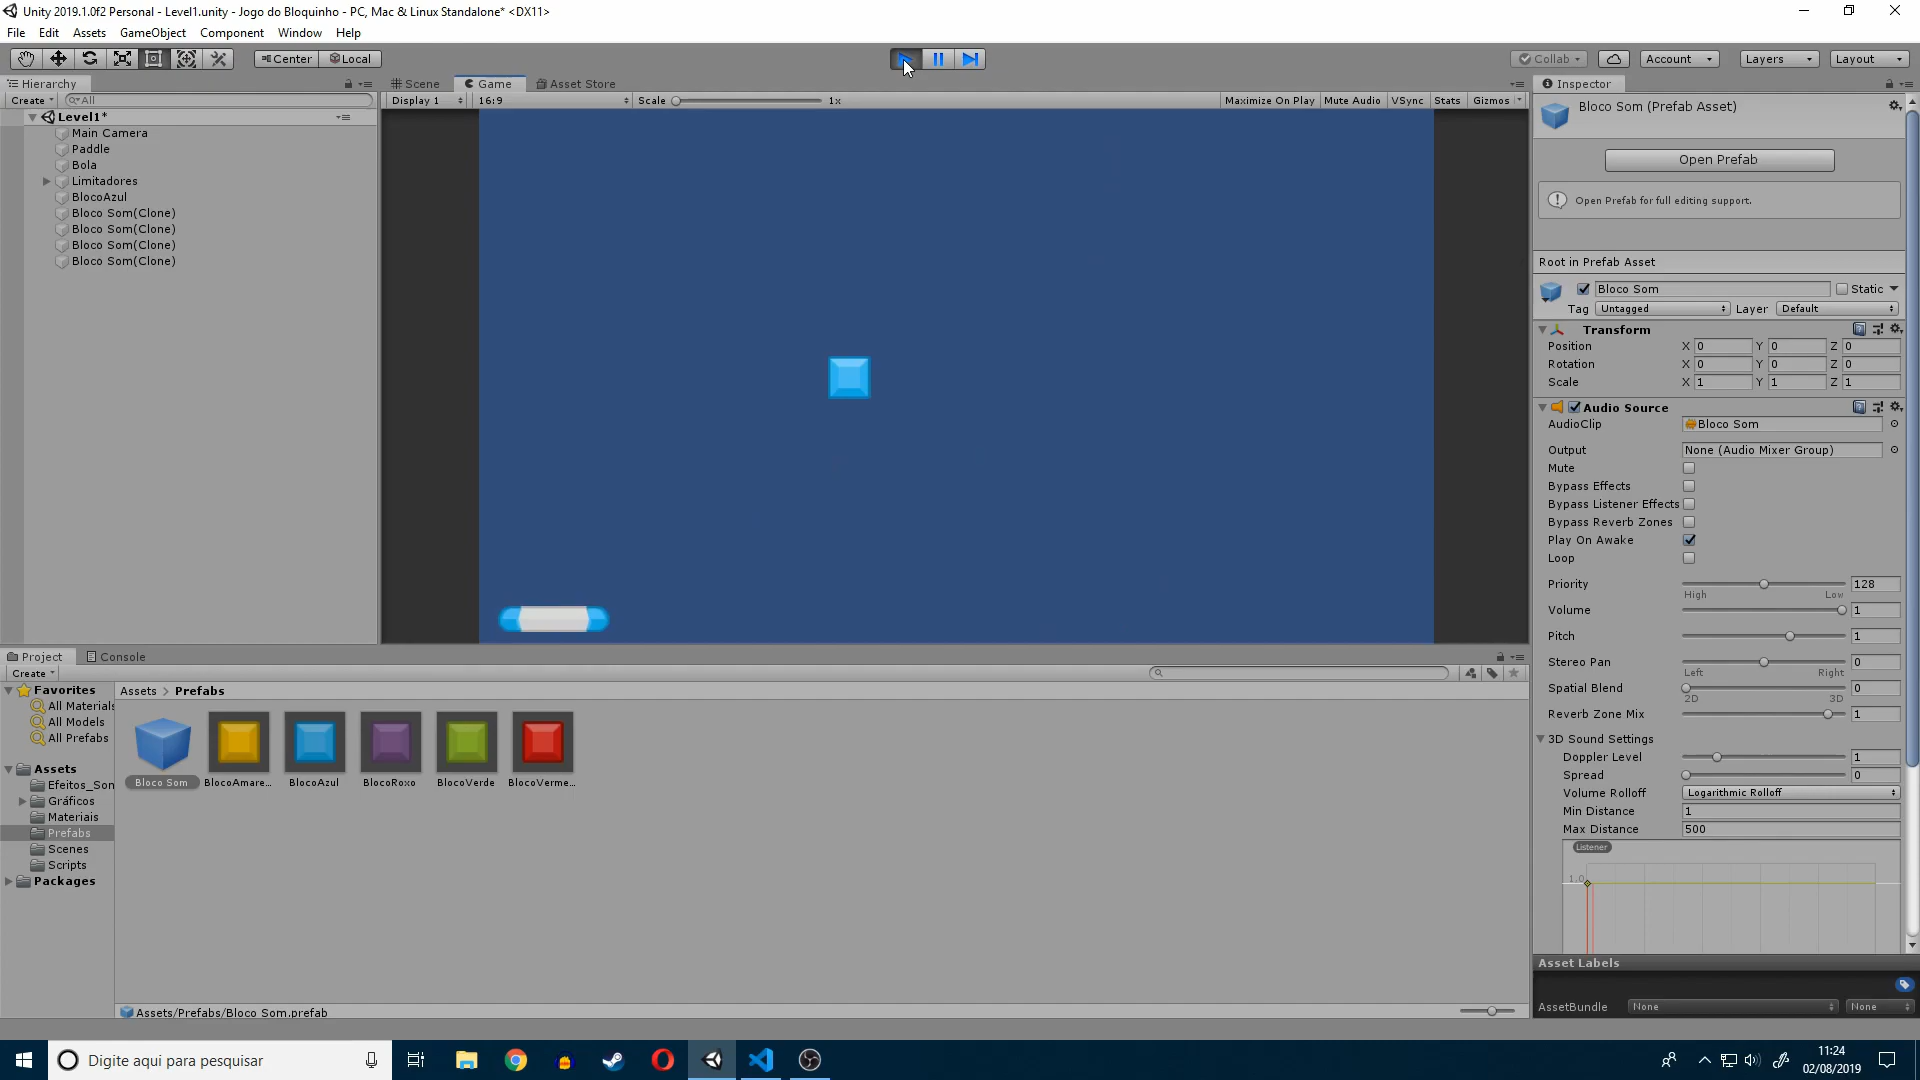 Unity 2019.1.0f2 Personal - Level1.unity - Jogo do Bloquinho - PC, Mac & Linux Standalone* <DX11>
File Edit Assets GameObject Component Window Help
Center Local Collab Account Layers Layout
Hierarchy
Create All
Level1*
Main Camera
Paddle
Bola
Limitadores
BlocoAzul
Bloco Som(Clone)
Bloco Som(Clone)
Bloco Som(Clone)
Bloco Som(Clone)
Scene Game Asset Store
Display 1 16:9 Scale 1x Maximize On Play Mute Audio VSync Stats Gizmos
Project Console
Create
Favorites
All Materials
All Models
All Prefabs
Assets
Efeitos_Son
Gráficos
Materiais
Prefabs
Scenes
Scripts
Packages
Assets > Prefabs
Bloco Som BlocoAmare... BlocoAzul BlocoRoxo BlocoVerde BlocoVerme...
Assets/Prefabs/Bloco Som.prefab
Inspector
Bloco Som (Prefab Asset)
Open Prefab
Open Prefab for full editing support.
Root in Prefab Asset
Bloco Som Static
Tag Untagged Layer Default
Transform
Position X 0 Y 0 Z 0
Rotation X 0 Y 0 Z 0
Scale X 1 Y 1 Z 1
Audio Source
AudioClip Bloco Som
Output None (Audio Mixer Group)
Mute
Bypass Effects
Bypass Listener Effects
Bypass Reverb Zones
Play On Awake
Loop
Priority 128
High Low
Volume 1
Pitch 1
Stereo Pan 0
Left Right
Spatial Blend 0
2D 3D
Reverb Zone Mix 1
3D Sound Settings
Doppler Level 1
Spread 0
Volume Rolloff Logarithmic Rolloff
Min Distance 1
Max Distance 500
Listener
1.0
Asset Labels
AssetBundle None None
Digite aqui para pesquisar
11:24
02/08/2019